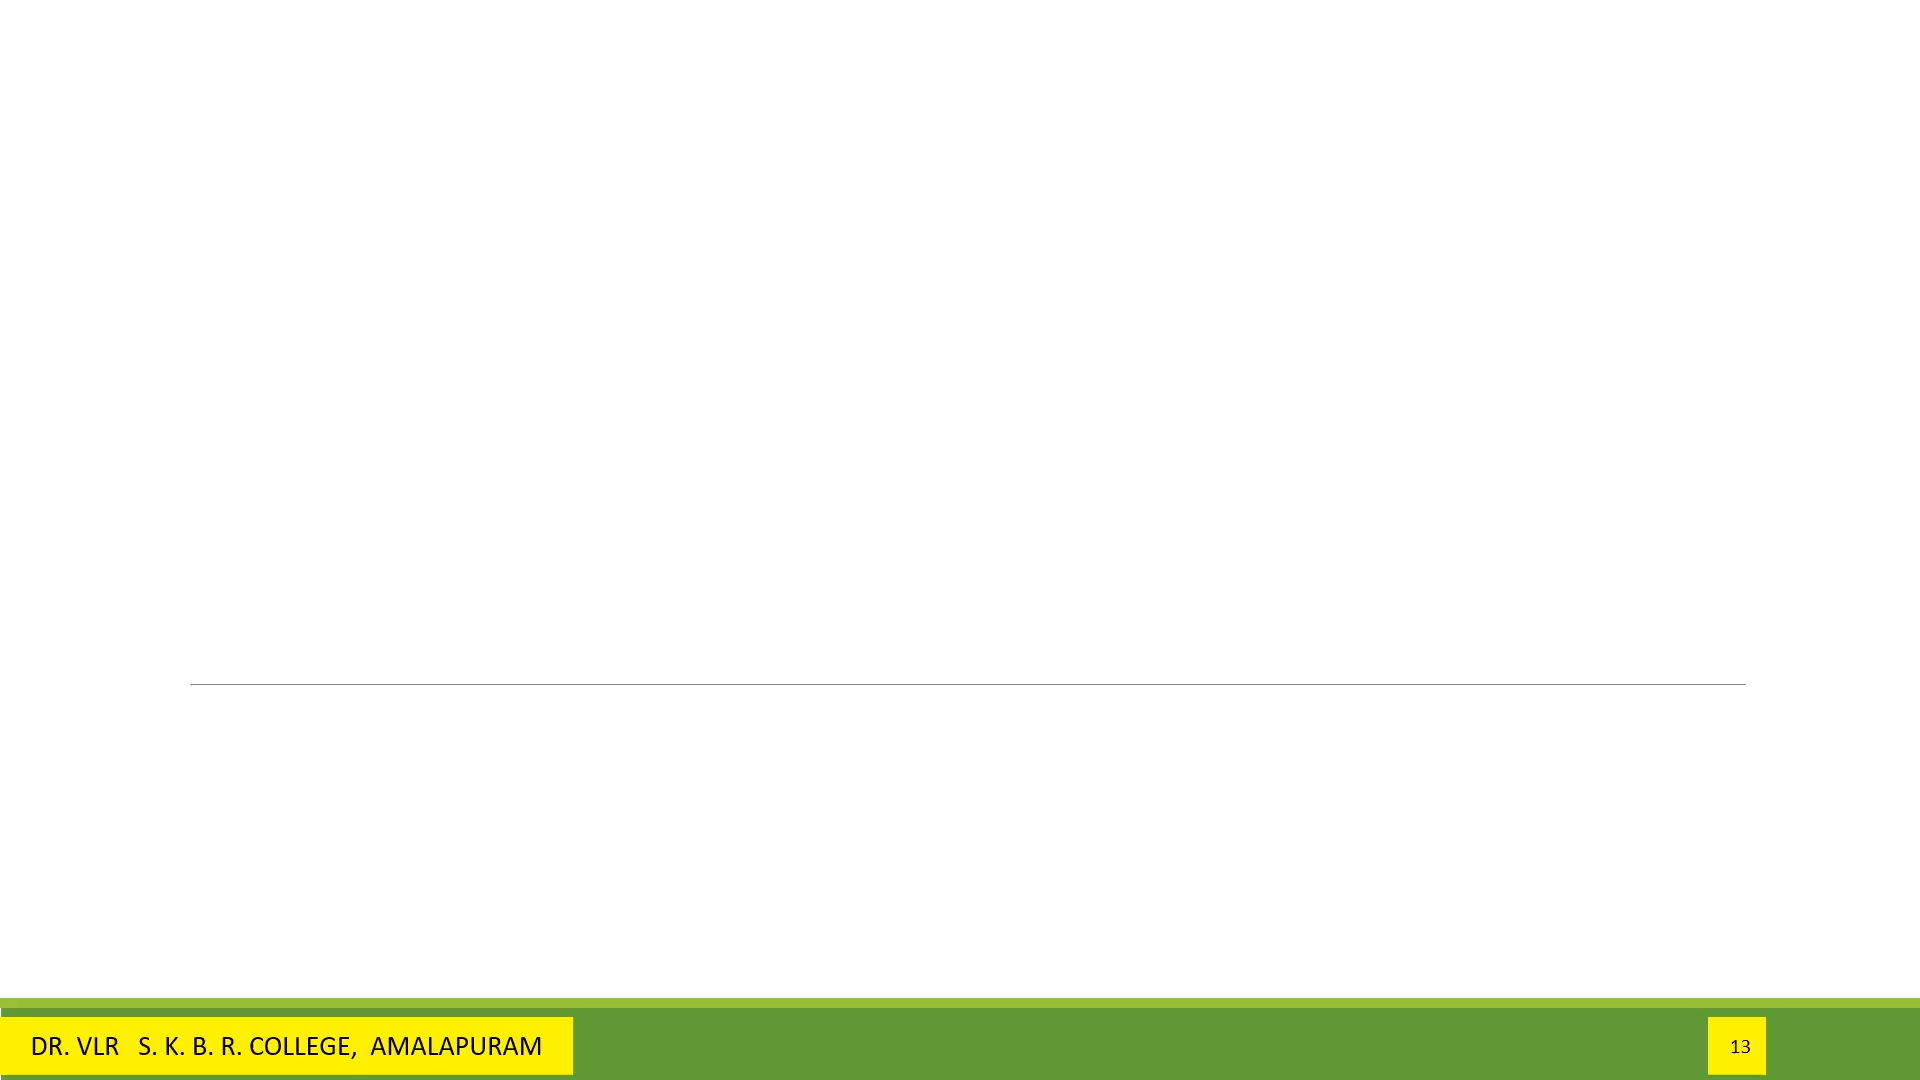 DR. VLR   S. K. B. R. COLLEGE,  AMALAPURAM
13